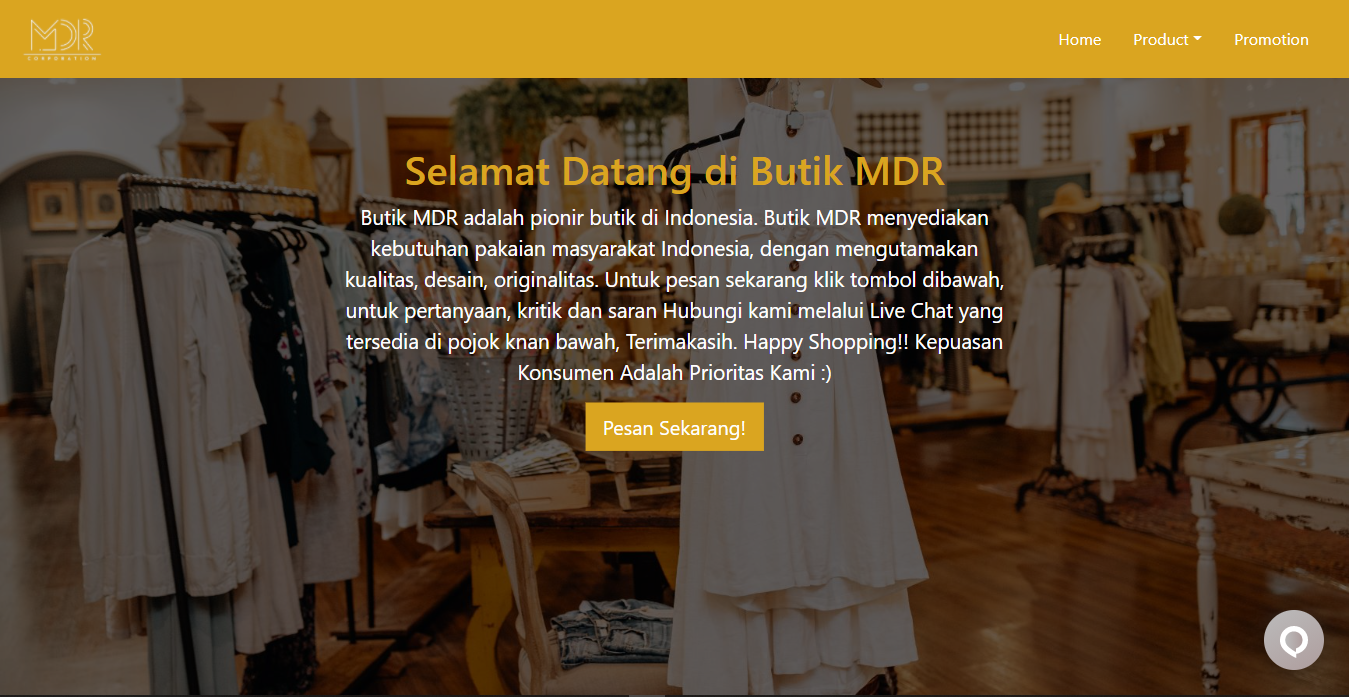 MDR
CORPORATION
Home Product Promotion
Selamat Datang di Butik MDR
Butik MDR adalah pionir butik di Indonesia. Butik MDR menyediakan
kebutuhan pakaian masyarakat Indonesia, dengan mengutamakan
kualitas, desain, originalitas. Untuk pesan sekarang klik tombol dibawah,
untuk pertanyaan, kritik dan saran Hubungi kami melalui Live Chat yang
tersedia di pojok knan bawah, Terimakasih. Happy Shopping!! Kepuasan
Konsumen Adalah Prioritas Kami :)
Pesan Sekarang!